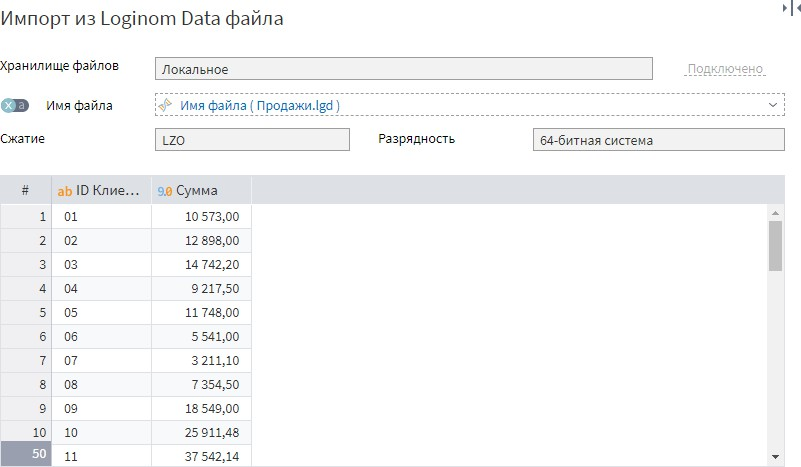 Импорт из Loginom Data файла
Хранилище файлов Локальное Подключено
x a Имя файла Имя файла ( Продажи.lgd )
Сжатие LZO Разрядность 64-битная система
# ab ID Клие... 9.0 Сумма
1 01 10 573,00
2 02 12 898,00
3 03 14 742,20
4 04 9 217,50
5 05 11 748,00
6 06 5 541,00
7 07 3 211,10
8 08 7 354,50
9 09 18 549,00
10 10 25 911,48
50 11 37 542,14